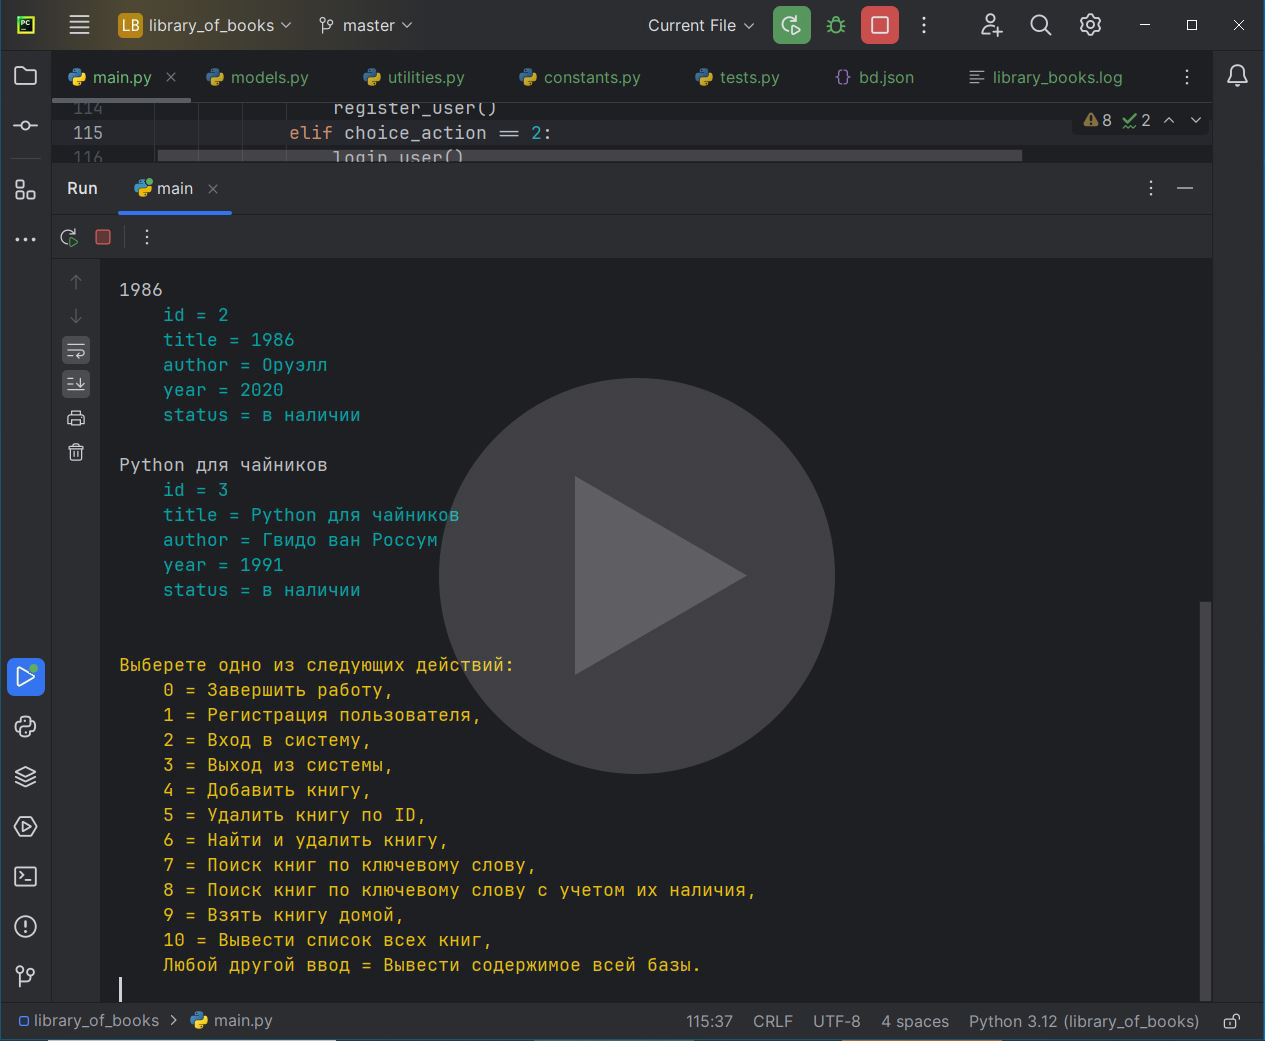 PC
LB library_of_books master Current File
main.py models.py utilities.py constants.py tests.py bd.json library_books.log
114 register_user()
115 elif choice_action == 2:
8 2
116 login_user()
Run main
1986
id = 2
title = 1986
author = Оруэлл
year = 2020
status = в наличии
Python для чайников
id = 3
title = Python для чайников
author = Гвидо ван Россум
year = 1991
status = в наличии
Выберете одно из следующих действий:
0 = Завершить работу,
1 = Регистрация пользователя,
2 = Вход в систему,
3 = Выход из системы,
4 = Добавить книгу,
5 = Удалить книгу по ID,
6 = Найти и удалить книгу,
7 = Поиск книг по ключевому слову,
8 = Поиск книг по ключевому слову с учетом их наличия,
9 = Взять книгу домой,
10 = Вывести список всех книг,
Любой другой ввод = Вывести содержимое всей базы.
library_of_books > main.py 115:37 CRLF UTF-8 4 spaces Python 3.12 (library_of_books)